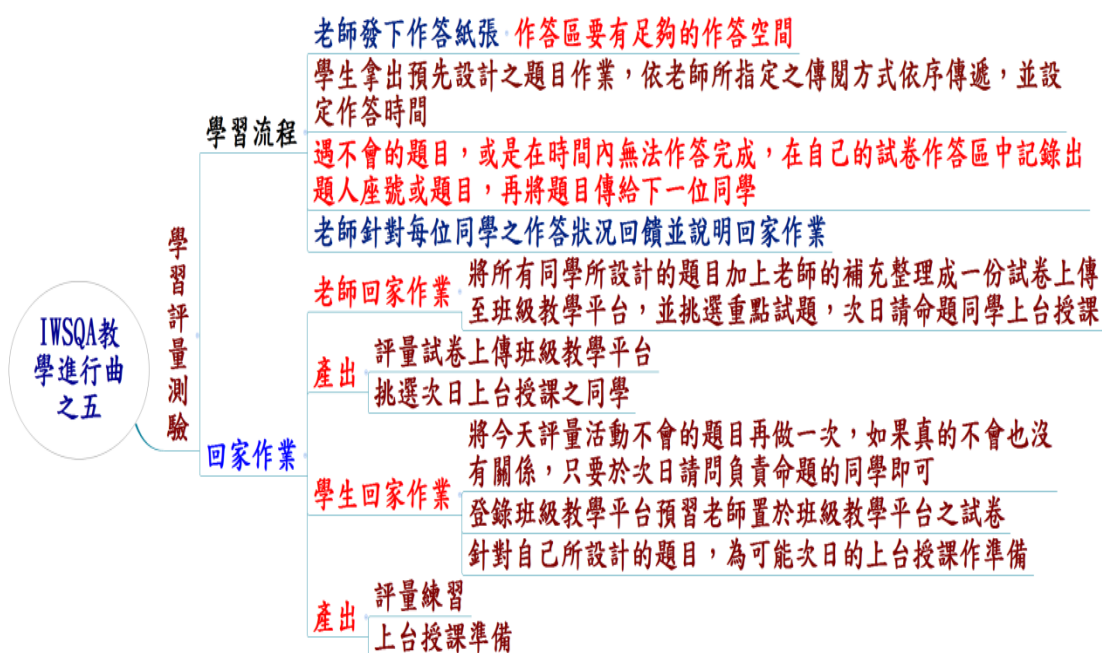 IWSQA教
學進行曲
之五
學習評量測驗
學習流程
老師發下作答紙張 作答區要有足夠的作答空間
學生拿出預先設計之題目作業，依老師所指定之傳閱方式依序傳遞，並設
定作答時間
遇不會的題目，或是在時間內無法作答完成，在自己的試卷作答區中記錄出
題人座號或題目，再將題目傳給下一位同學
老師針對每位同學之作答狀況回饋並說明回家作業
回家作業
老師回家作業
將所有同學所設計的題目加上老師的補充整理成一份試卷上傳
至班級教學平台，並挑選重點試題，次日請命題同學上台授課
產出
評量試卷上傳班級教學平台
挑選次日上台授課之同學
學生回家作業
將今天評量活動不會的題目再做一次，如果真的不會也沒
有關係，只要於次日請問負責命題的同學即可
登錄班級教學平台預習老師置於班級教學平台之試卷
針對自己所設計的題目，為可能次日的上台授課作準備
產出
評量練習
上台授課準備